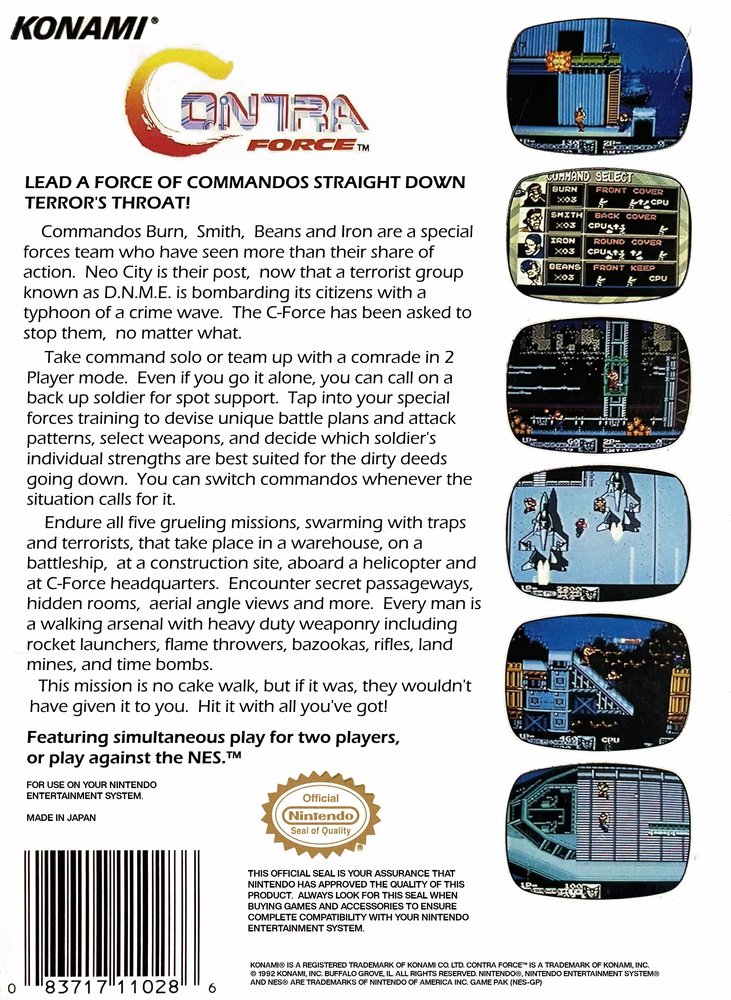 KONAMI®
CONTRA
FORCE™
LEAD A FORCE OF COMMANDOS STRAIGHT DOWN
TERROR'S THROAT!
Commandos Burn, Smith, Beans and Iron are a special
forces team who have seen more than their share of
action. Neo City is their post, now that a terrorist group
known as D.N.M.E. is bombarding its citizens with a
typhoon of a crime wave. The C-Force has been asked to
stop them, no matter what.
Take command solo or team up with a comrade in 2
Player mode. Even if you go it alone, you can call on a
back up soldier for spot support. Tap into your special
forces training to devise unique battle plans and attack
patterns, select weapons, and decide which soldier's
individual strengths are best suited for the dirty deeds
going down. You can switch commandos whenever the
situation calls for it.
Endure all five grueling missions, swarming with traps
and terrorists, that take place in a warehouse, on a
battleship, at a construction site, aboard a helicopter and
at C-Force headquarters. Encounter secret passageways,
hidden rooms, aerial angle views and more. Every man is
a walking arsenal with heavy duty weaponry including
rocket launchers, flame throwers, bazookas, rifles, land
mines, and time bombs.
This mission is no cake walk, but if it was, they wouldn't
have given it to you. Hit it with all you've got!
Featuring simultaneous play for two players,
or play against the NES.™
FOR USE ON YOUR NINTENDO
ENTERTAINMENT SYSTEM.
MADE IN JAPAN
Official
Nintendo
Seal of Quality
®
THIS OFFICIAL SEAL IS YOUR ASSURANCE THAT
NINTENDO HAS APPROVED THE QUALITY OF THIS
PRODUCT. ALWAYS LOOK FOR THIS SEAL WHEN
BUYING GAMES AND ACCESSORIES TO ENSURE
COMPLETE COMPATIBILITY WITH YOUR NINTENDO
ENTERTAINMENT SYSTEM.
0 83717 11028 6
KONAMI® IS A REGISTERED TRADEMARK OF KONAMI CO. LTD. CONTRA FORCE™ IS A TRADEMARK OF KONAMI, INC.
© 1992 KONAMI, INC. BUFFALO GROVE, IL. ALL RIGHTS RESERVED. NINTENDO®, NINTENDO ENTERTAINMENT SYSTEM®
AND NES® ARE TRADEMARKS OF NINTENDO OF AMERICA INC. GAME PAK (NES-GP)
COMMAND SELECT
BURN FRONT COVER
×03 CPU
SMITH BACK COVER
×03 CPU
IRON ROUND COVER
×03 CPU
BEANS FRONT KEEP
×03 CPU
CPU